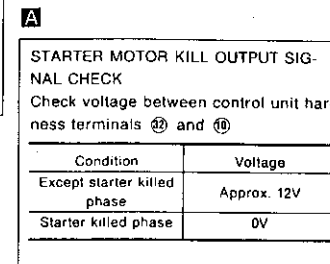 A
STARTER MOTOR KILL OUTPUT SIG-
NAL CHECK
Check voltage between control unit har
ness terminals ㉜ and ⑩
Condition Voltage
Except starter killed
phase Approx. 12V
Starter killed phase 0V